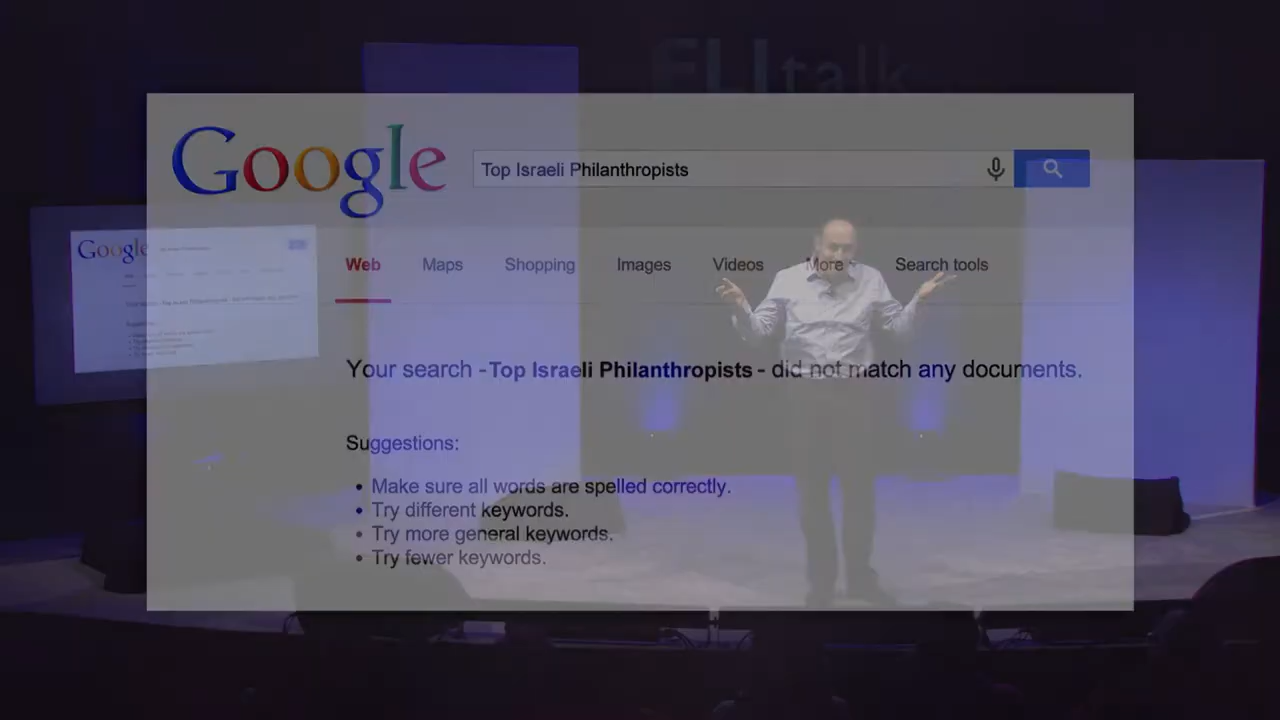 ELItalk
Google
Top Israeli Philanthropists
Google
Web Maps Shopping Images Videos More Search tools
Your search - Top Israeli Philanthropists - did not match any documents.
Suggestions:
• Make sure all words are spelled correctly.
• Try different keywords.
• Try more general keywords.
• Try fewer keywords.